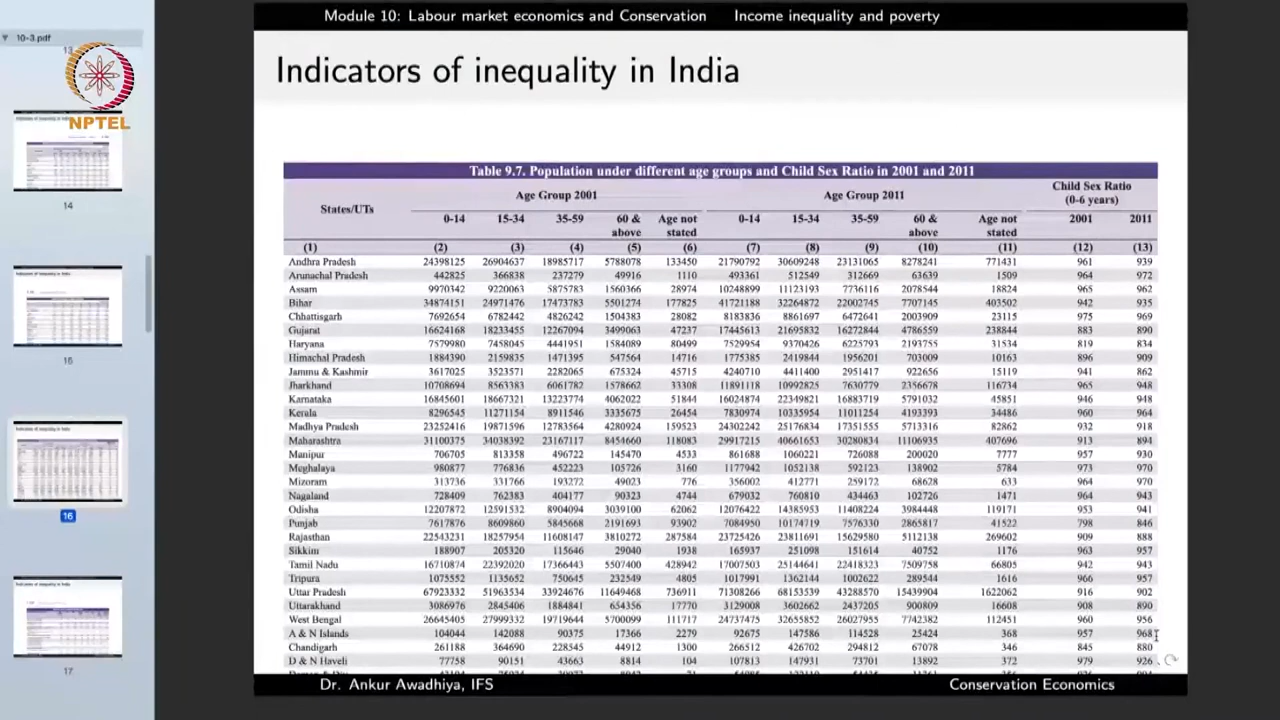 Module 10: Labour market economics and Conservation Income inequality and poverty
10-3.pdf
13
NPTEL
14
16
17
Indicators of inequality in India
Table 9.7. Population under different age groups and Child Sex Ratio in 2001 and 2011
States/UTs Age Group 2001 Age Group 2011 Child Sex Ratio (0-6 years)
0-14 15-34 35-59 60 & above Age not stated 0-14 15-34 35-59 60 & above Age not stated 2001 2011
(1) (2) (3) (4) (5) (6) (7) (8) (9) (10) (11) (12) (13)
Andhra Pradesh 24398125 26904637 18985717 5788078 133450 21790792 30609248 23131065 8278241 771431 961 939
Arunachal Pradesh 442825 366838 237279 49916 1110 493361 512549 312669 63639 1509 964 972
Assam 9970342 9220063 5875783 1560366 28974 10248899 11123193 7736116 2078544 18824 965 962
Bihar 34874151 24971476 17473783 5501274 177825 41721188 32264872 22002745 7707145 403502 942 935
Chhattisgarh 7692654 6782442 4826242 1504383 28082 8183836 8861697 6472641 2003909 23115 975 969
Gujarat 16624168 18233455 12267094 3499063 47237 17445613 21695832 16272844 4786559 238844 883 890
Haryana 7579980 7458045 4441951 1584089 80499 7529954 9370426 6225793 2193755 31534 819 834
Himachal Pradesh 1884390 2159835 1471395 547564 14716 1775385 2419844 1956201 703009 10163 896 909
Jammu & Kashmir 3617025 3523571 2282065 675324 45715 4240710 4411400 2951417 922656 15119 941 862
Jharkhand 10708694 8563383 6061782 1578662 33308 11891118 10992825 7630779 2356678 116734 965 948
Karnataka 16845601 18667321 13223774 4062022 51844 16024874 22349821 16883719 5791032 45851 946 948
Kerala 8296545 11271154 8911546 3335675 26454 7830974 10335954 11011254 4193393 34486 960 964
Madhya Pradesh 23252416 19871596 12783564 4280924 159523 24302242 25176834 17351555 5713316 82862 932 918
Maharashtra 31100375 34038392 23167117 8454660 118083 29917215 40661653 30280834 11106935 407696 913 894
Manipur 706705 813358 496722 145470 4533 861688 1060221 726088 200020 7777 957 930
Meghalaya 980877 776836 452223 105726 3160 1177942 1052138 592123 138902 5784 973 970
Mizoram 313736 331766 193272 49023 776 356002 412771 259172 68628 633 964 970
Nagaland 728409 762383 404177 90323 4744 679032 760810 434463 102726 1471 964 943
Odisha 12207872 12591532 8904094 3039100 62062 12076422 14385953 11408224 3984448 119171 953 941
Punjab 7617876 8609860 5845668 2191693 93902 7084950 10174719 7576330 2865817 41522 798 846
Rajasthan 22543231 18257954 11608147 3810272 287584 23725426 23811691 15629580 5112138 269602 909 888
Sikkim 188907 205320 115646 29040 1938 165937 251098 151614 40752 1176 963 957
Tamil Nadu 16710874 22392020 17366443 5507400 428942 17007503 25144641 22418323 7509758 66805 942 943
Tripura 1075552 1135652 750645 232549 4805 1017991 1362144 1002622 289544 1616 966 957
Uttar Pradesh 67923332 51963534 33924676 11649468 736911 71308266 68153539 43288570 15439904 1622062 916 902
Uttarakhand 3086976 2845406 1884841 654356 17770 3129008 3602662 2437205 900809 16608 908 890
West Bengal 26645405 27999332 19719644 5700099 111717 24737475 32655852 26027955 7742382 112451 960 956
A & N Islands 104044 142088 90375 17366 2279 92675 147586 114528 25424 368 957 968
Chandigarh 261188 364690 228545 44912 1300 266512 426702 294812 67078 346 845 880
D & N Haveli 77758 90151 43663 8814 104 107813 147931 73701 13892 372 979 926
Dr. Ankur Awadhiya, IFS Conservation Economics